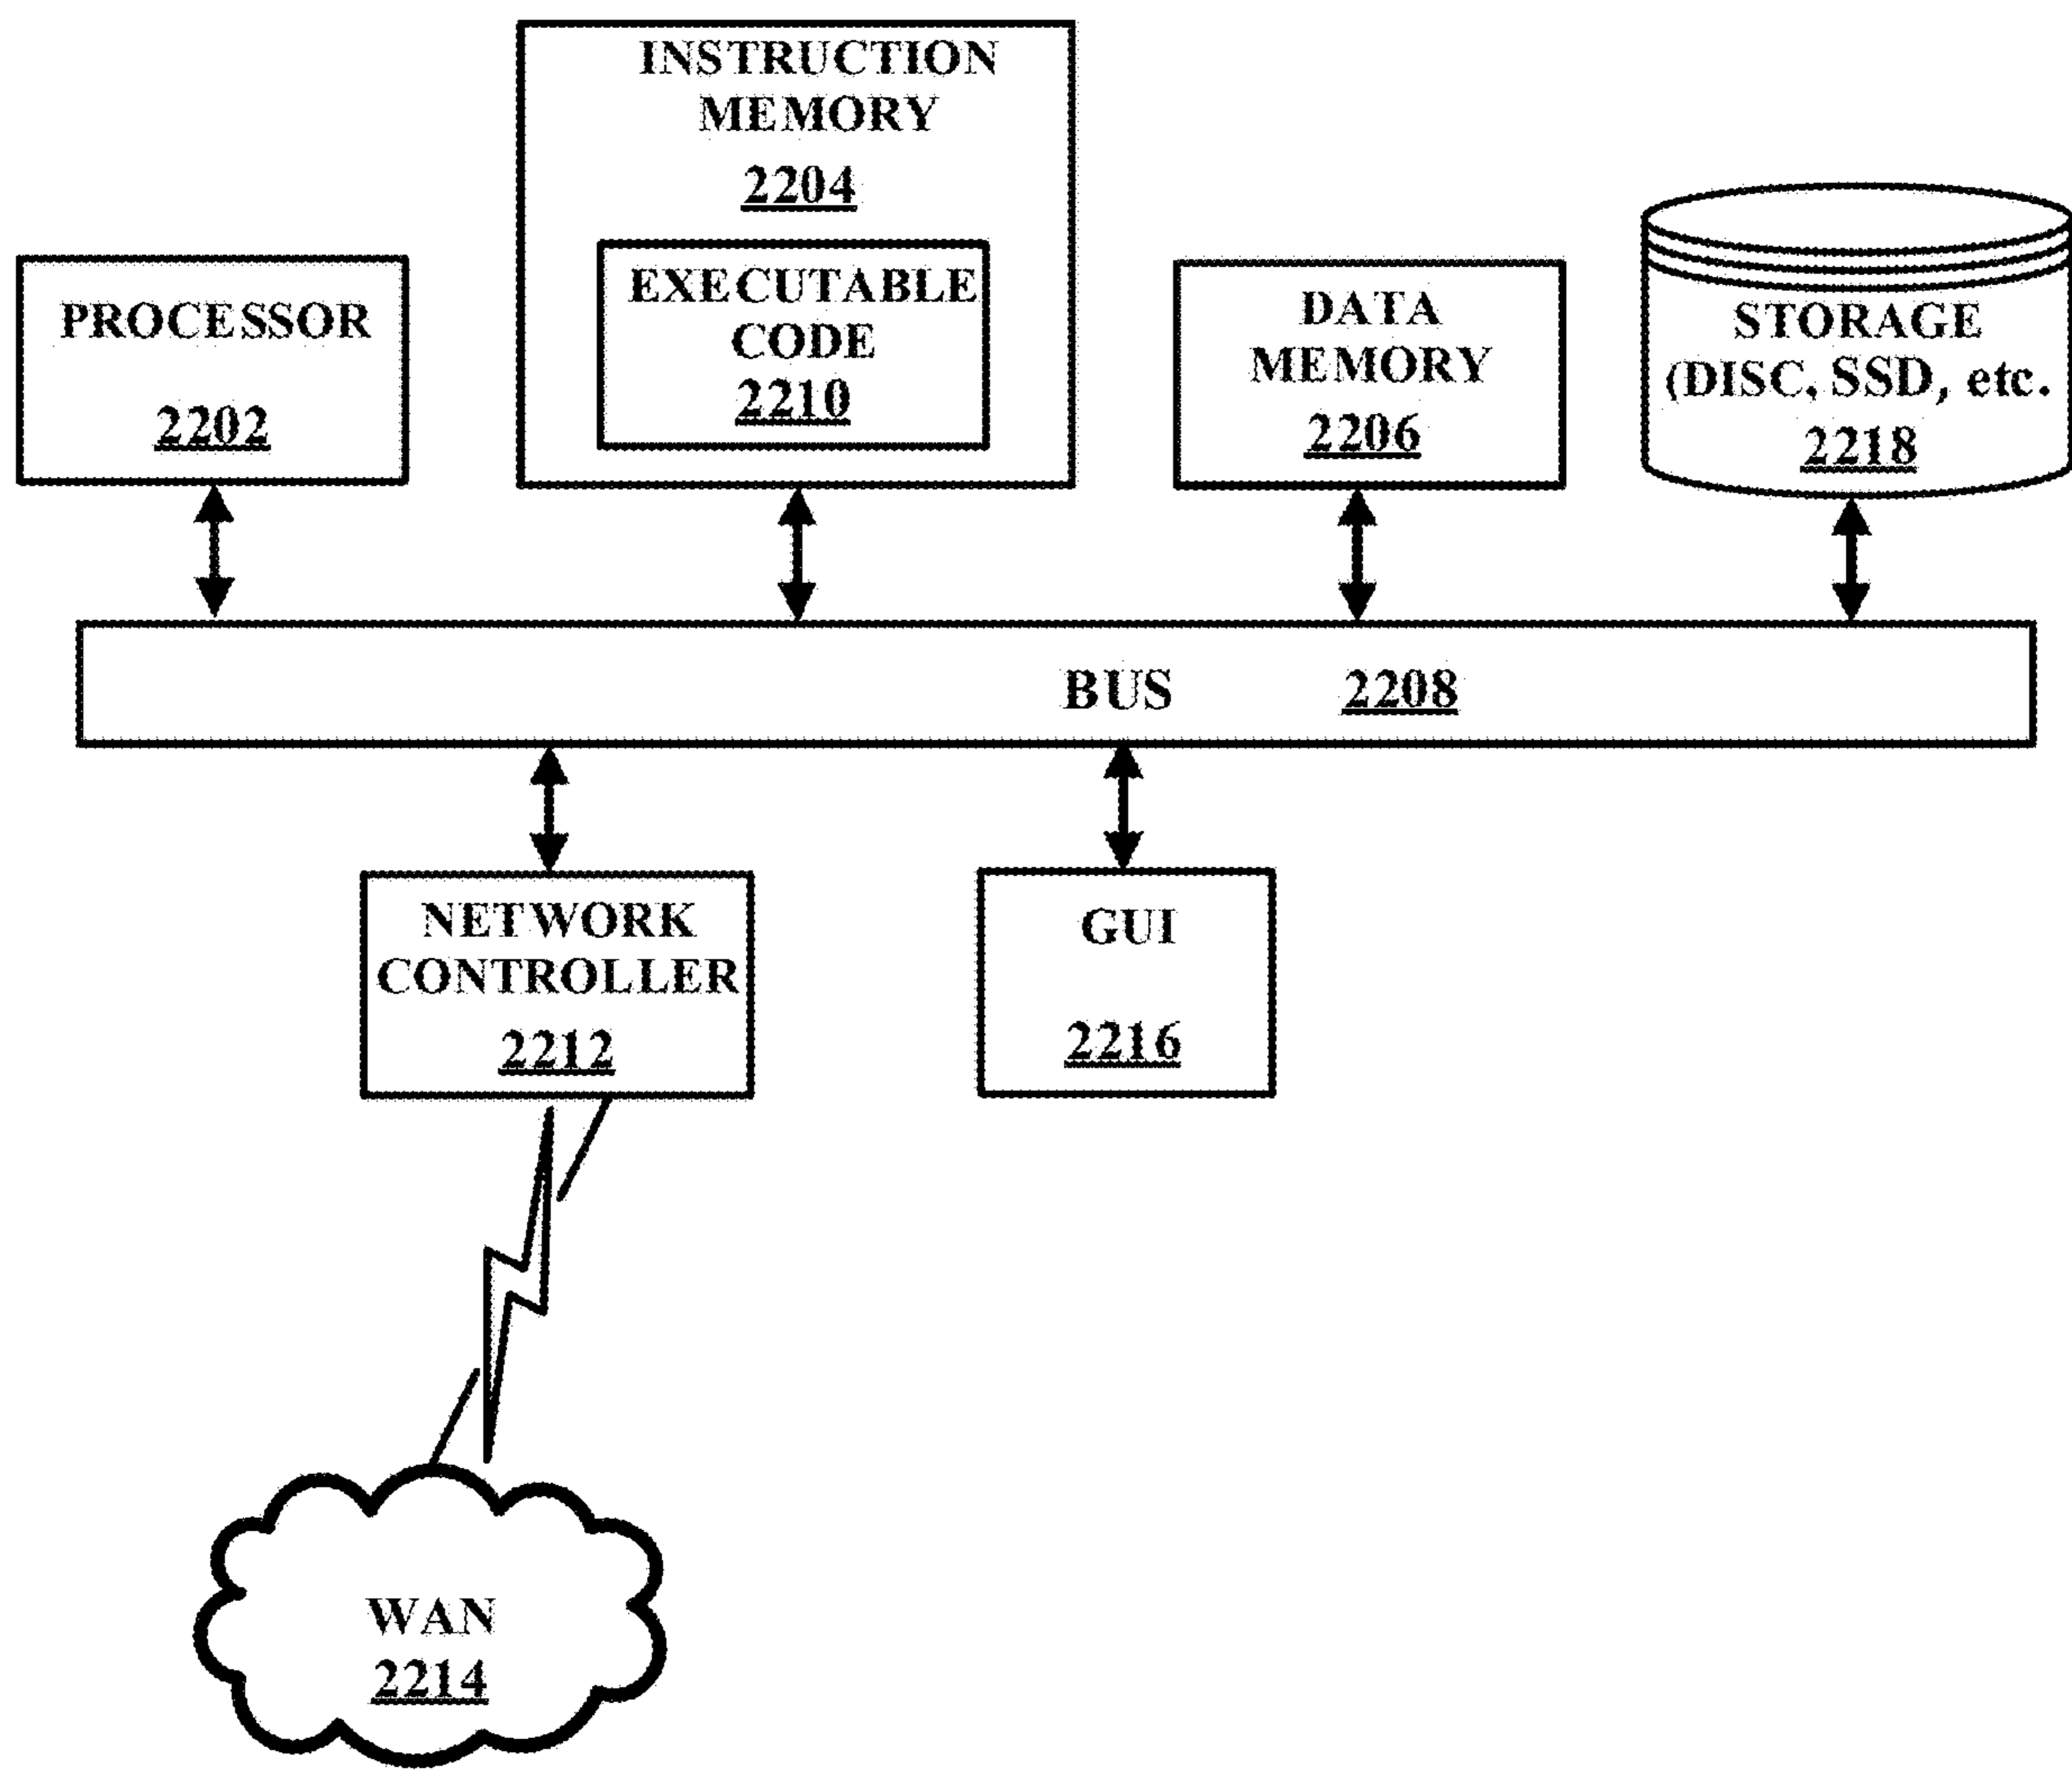 INSTRUCTION
MEMORY
2204
EXECUTABLE
CODE
2210
PROCESSOR
2202
DATA
MEMORY
2206
STORAGE
(DISC, SSD, etc.
2218
BUS 2208
NETWORK
CONTROLLER
2212
GUI
2216
WAN
2214